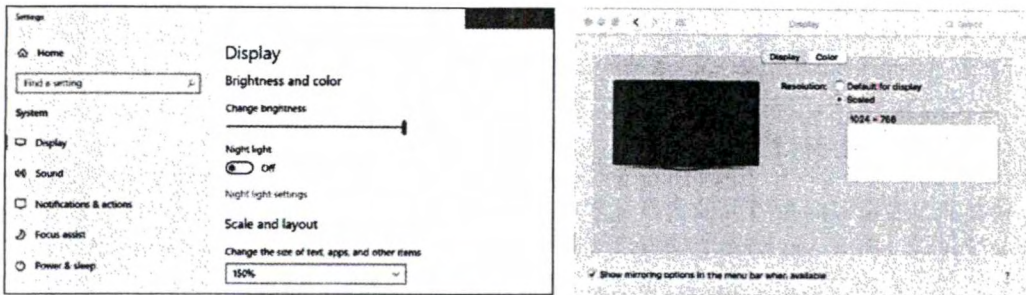 Settings
Home
Find a setting
System
Display
Sound
Notifications & actions
Focus assist
Power & sleep
Display
Brightness and color
Change brightness
Night light
Off
Night light settings
Scale and layout
Change the size of text, apps, and other items
150%
Display
Search
Display Color
Resolution: Default for display
Scaled
1024 × 768
Show mirroring options in the menu bar when available
?